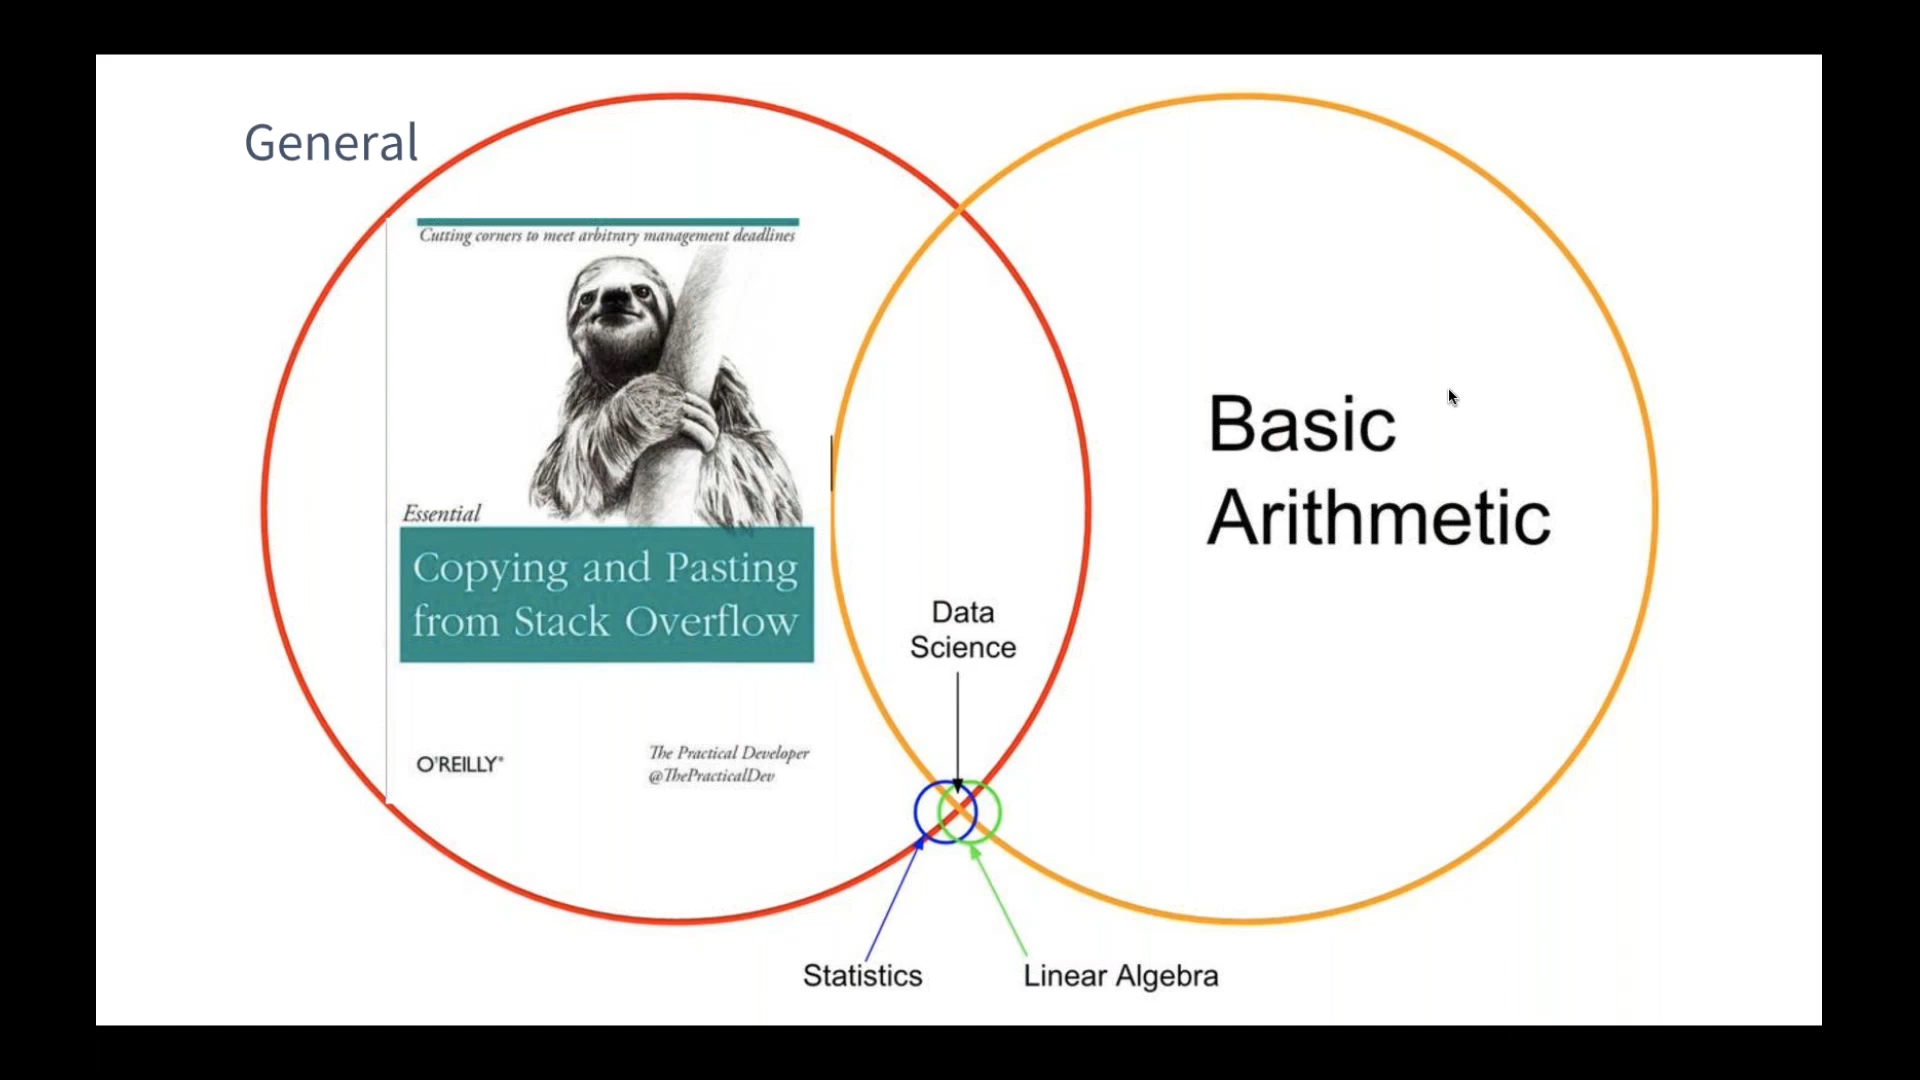 General
Cutting corners to meet arbitrary management deadlines
Essential
Copying and Pasting
from Stack Overflow
O'REILLY®
The Practical Developer
@ThePracticalDev
Basic
Arithmetic
Data
Science
Statistics
Linear Algebra